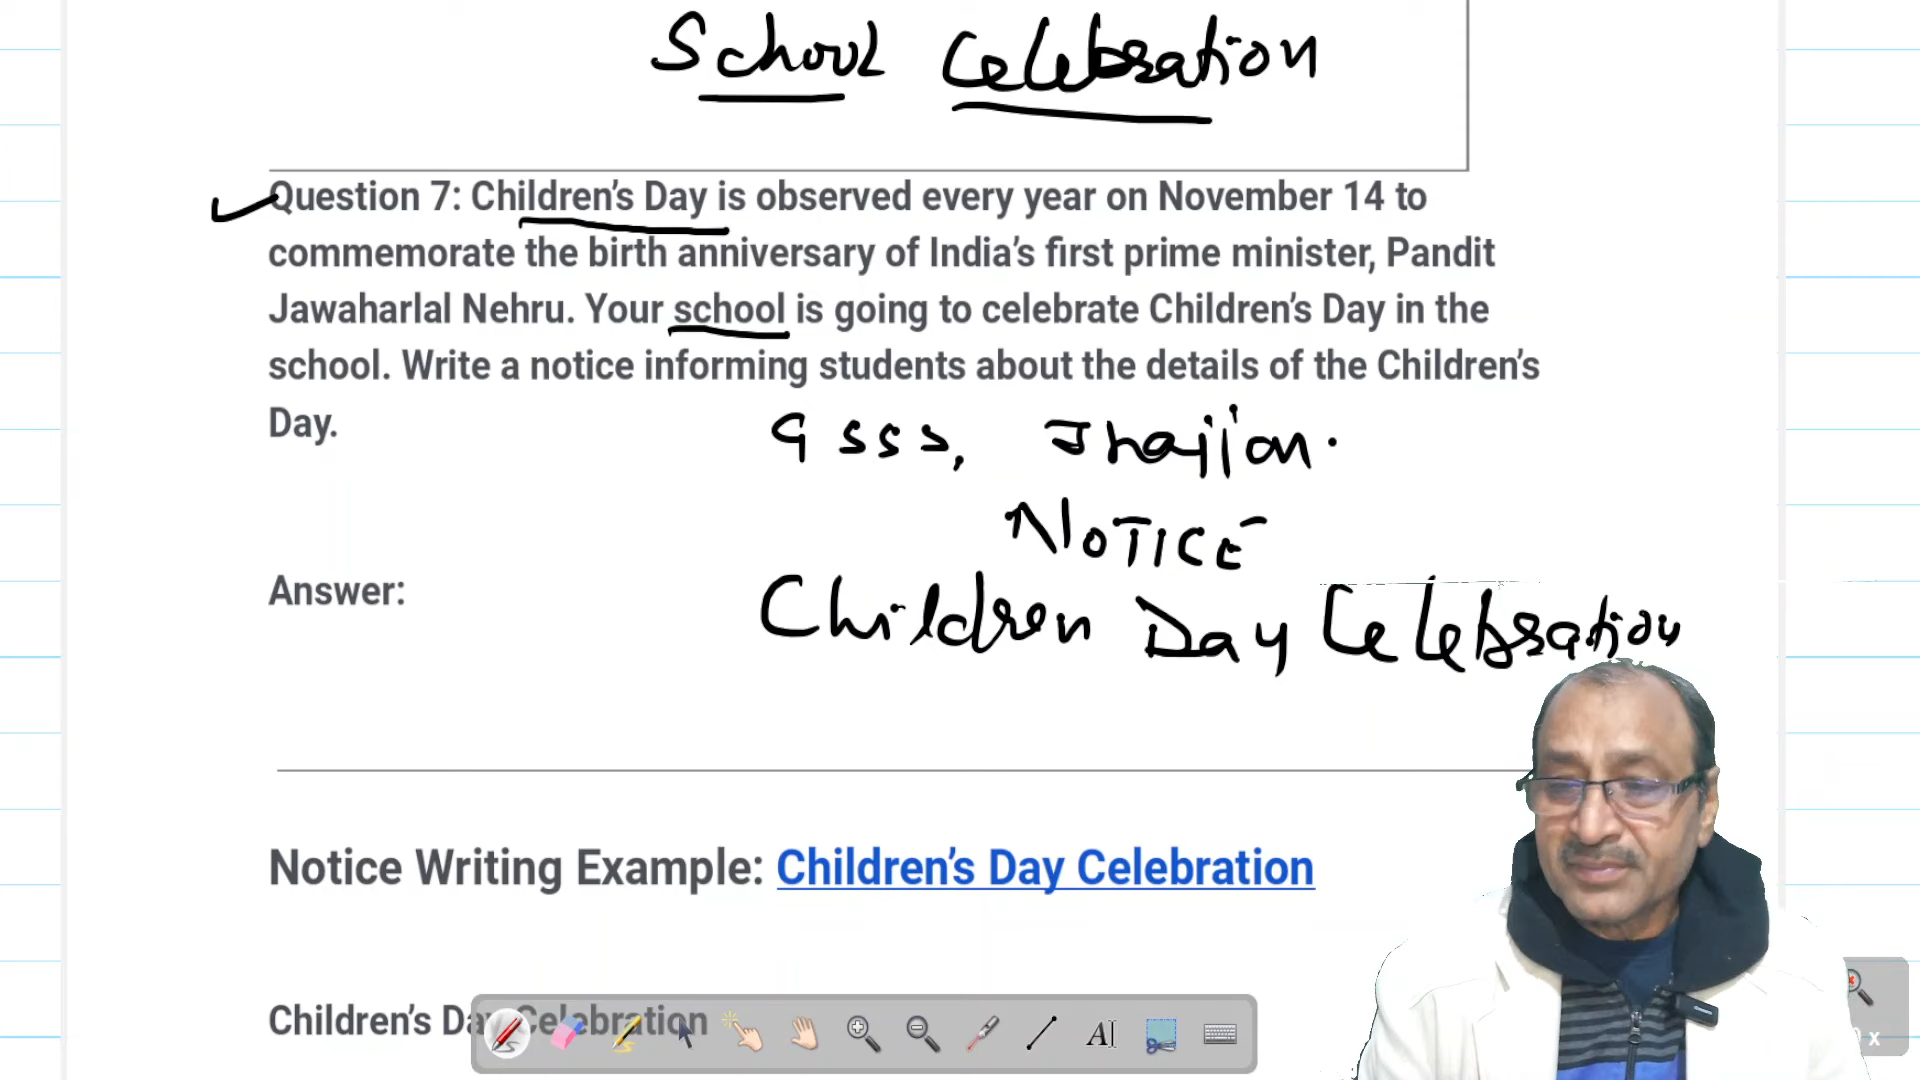 School Celebration
Question 7: Children's Day is observed every year on November 14 to
commemorate the birth anniversary of India's first prime minister, Pandit
Jawaharlal Nehru. Your school is going to celebrate Children's Day in the
school. Write a notice informing students about the details of the Children's
Day.
GSSS, Jhajjar.
NOTICE
Answer:
Children Day Celebration
Notice Writing Example: Children's Day Celebration
Children's Day Celebration
A
x